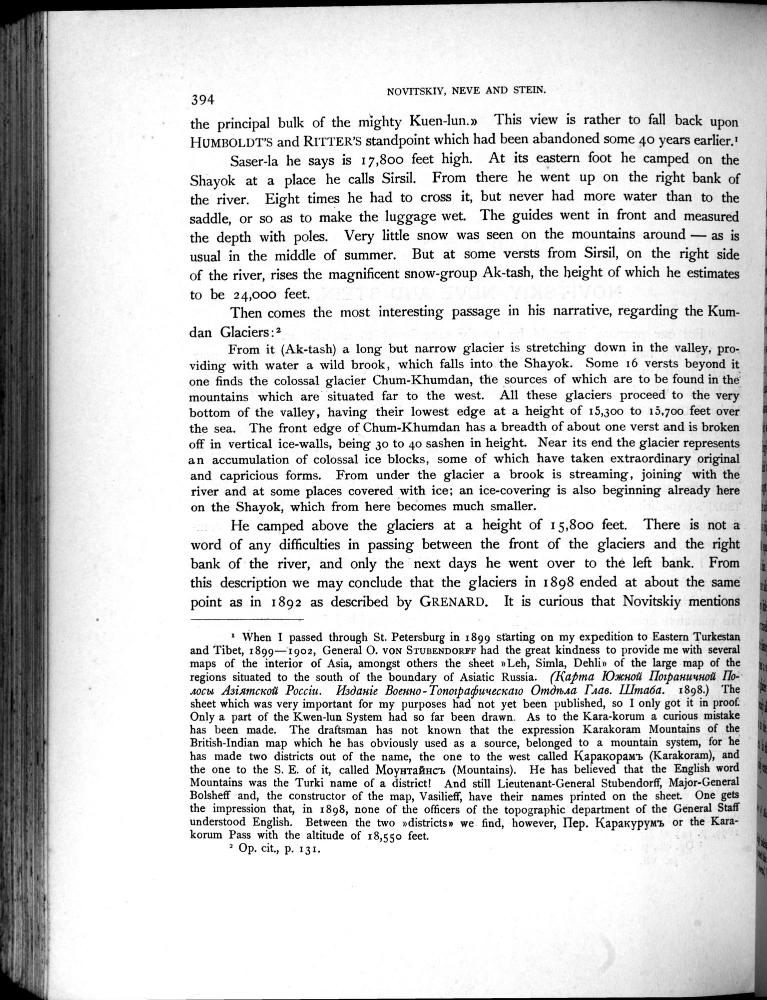 394
NOVITSKIY, NEVE AND STEIN.
the principal bulk of the mighty Kuen-lun.» This view is rather to fall back upon
HUMBOLDT'S and RITTER'S standpoint which had been abandoned some 40 years earlier.¹
Saser-la he says is 17,800 feet high. At its eastern foot he camped on the
Shayok at a place he calls Sirsil. From there he went up on the right bank of
the river. Eight times he had to cross it, but never had more water than to the
saddle, or so as to make the luggage wet. The guides went in front and measured
the depth with poles. Very little snow was seen on the mountains around — as is
usual in the middle of summer. But at some versts from Sirsil, on the right side
of the river, rises the magnificent snow-group Ak-tash, the height of which he estimates
to be 24,000 feet.
Then comes the most interesting passage in his narrative, regarding the Kum-
dan Glaciers:²
From it (Ak-tash) a long but narrow glacier is stretching down in the valley, pro-
viding with water a wild brook, which falls into the Shayok. Some 16 versts beyond it
one finds the colossal glacier Chum-Khumdan, the sources of which are to be found in the
mountains which are situated far to the west. All these glaciers proceed to the very
bottom of the valley, having their lowest edge at a height of 15,300 to 15,700 feet over
the sea. The front edge of Chum-Khumdan has a breadth of about one verst and is broken
off in vertical ice-walls, being 30 to 40 sashen in height. Near its end the glacier represents
an accumulation of colossal ice blocks, some of which have taken extraordinary original
and capricious forms. From under the glacier a brook is streaming, joining with the
river and at some places covered with ice; an ice-covering is also beginning already here
on the Shayok, which from here becomes much smaller.
He camped above the glaciers at a height of 15,800 feet. There is not a
word of any difficulties in passing between the front of the glaciers and the right
bank of the river, and only the next days he went over to the left bank. From
this description we may conclude that the glaciers in 1898 ended at about the same
point as in 1892 as described by GRENARD. It is curious that Novitskiy mentions
¹ When I passed through St. Petersburg in 1899 starting on my expedition to Eastern Turkestan
and Tibet, 1899—1902, General O. VON STUBENDORFF had the great kindness to provide me with several
maps of the interior of Asia, amongst others the sheet »Leh, Simla, Dehli» of the large map of the
regions situated to the south of the boundary of Asiatic Russia. (Карта Южной Пограничной По-
лосы Азіятской Россіи. Изданіе Военно-Топографическаго Отдѣла Глав. Штаба. 1898.) The
sheet which was very important for my purposes had not yet been published, so I only got it in proof.
Only a part of the Kwen-lun System had so far been drawn. As to the Kara-korum a curious mistake
has been made. The draftsman has not known that the expression Karakoram Mountains of the
British-Indian map which he has obviously used as a source, belonged to a mountain system, for he
has made two districts out of the name, the one to the west called Каракорамъ (Karakoram), and
the one to the S. E. of it, called Моунтайнсъ (Mountains). He has believed that the English word
Mountains was the Turki name of a district! And still Lieutenant-General Stubendorff, Major-General
Bolsheff and, the constructor of the map, Vasilieff, have their names printed on the sheet. One gets
the impression that, in 1898, none of the officers of the topographic department of the General Staff
understood English. Between the two »districts» we find, however, Пер. Каракурумъ or the Kara-
korum Pass with the altitude of 18,550 feet.
² Op. cit., p. 131.